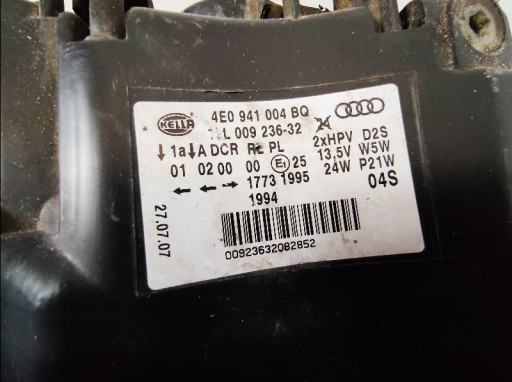 HELLA
4E0 941 004 BQ
L 009 236-32
1a A DCR PL 2xHPV D2S
01 02 00 00 E1 25 13,5V W5W
1773 1995 24W P21W
1994 04S
27.07.07
00923632082852